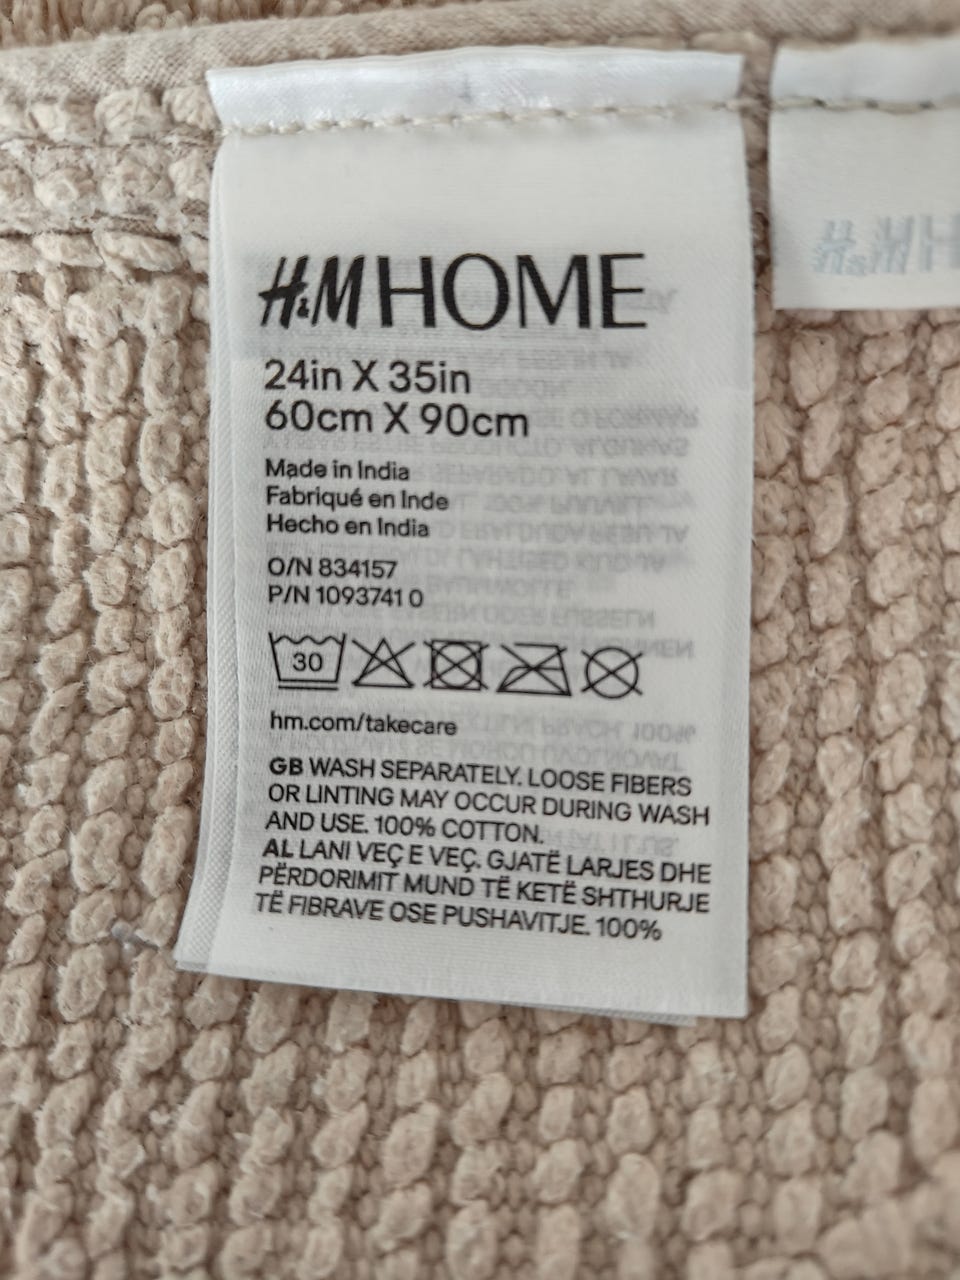 H&M HOME
24in X 35in
60cm X 90cm
Made in India
Fabriqué en Inde
Hecho en India
O/N 834157
P/N 1093741 0
30
hm.com/takecare
GB WASH SEPARATELY. LOOSE FIBERS
OR LINTING MAY OCCUR DURING WASH
AND USE. 100% COTTON.
AL LANI VEÇ E VEÇ. GJATË LARJES DHE
PËRDORIMIT MUND TË KETË SHTHURJE
TË FIBRAVE OSE PUSHAVITJE. 100%